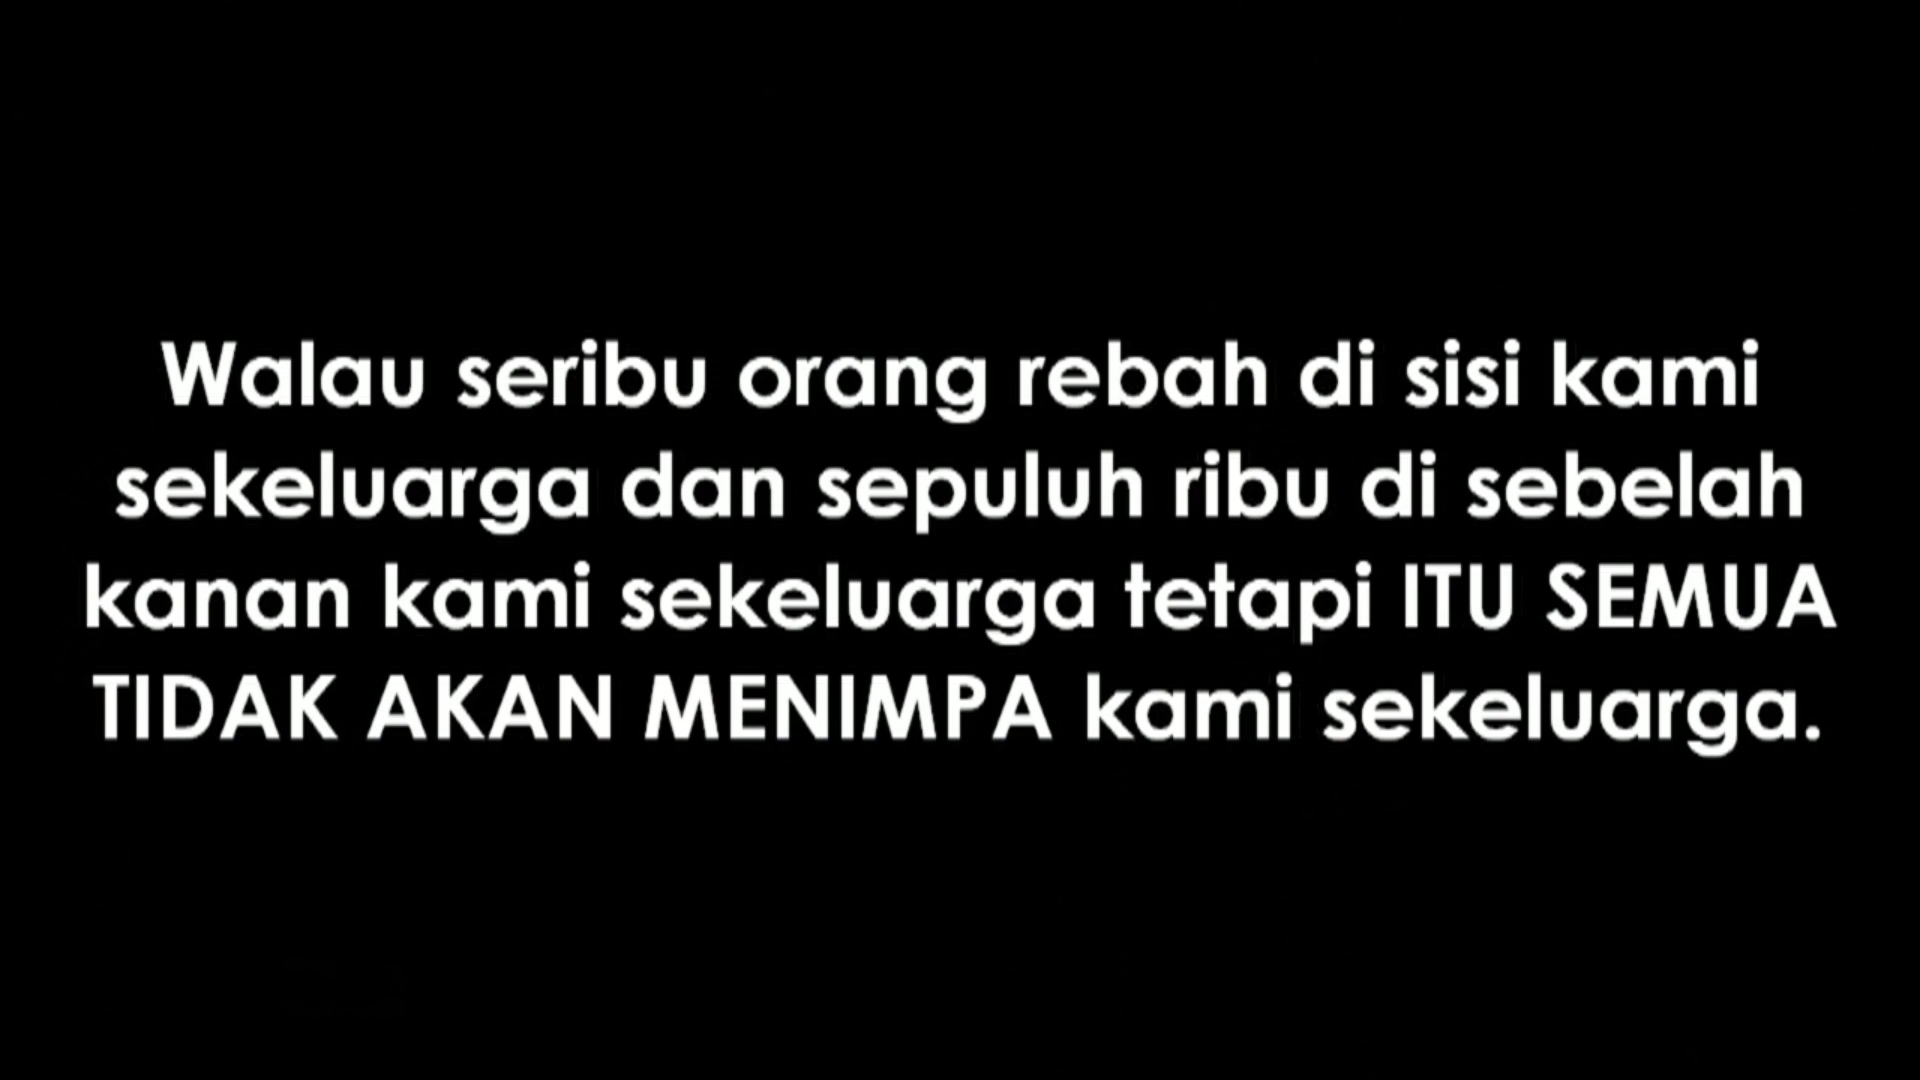 Walau seribu orang rebah di sisi kami
sekeluarga dan sepuluh ribu di sebelah
kanan kami sekeluarga tetapi ITU SEMUA
TIDAK AKAN MENIMPA kami sekeluarga.